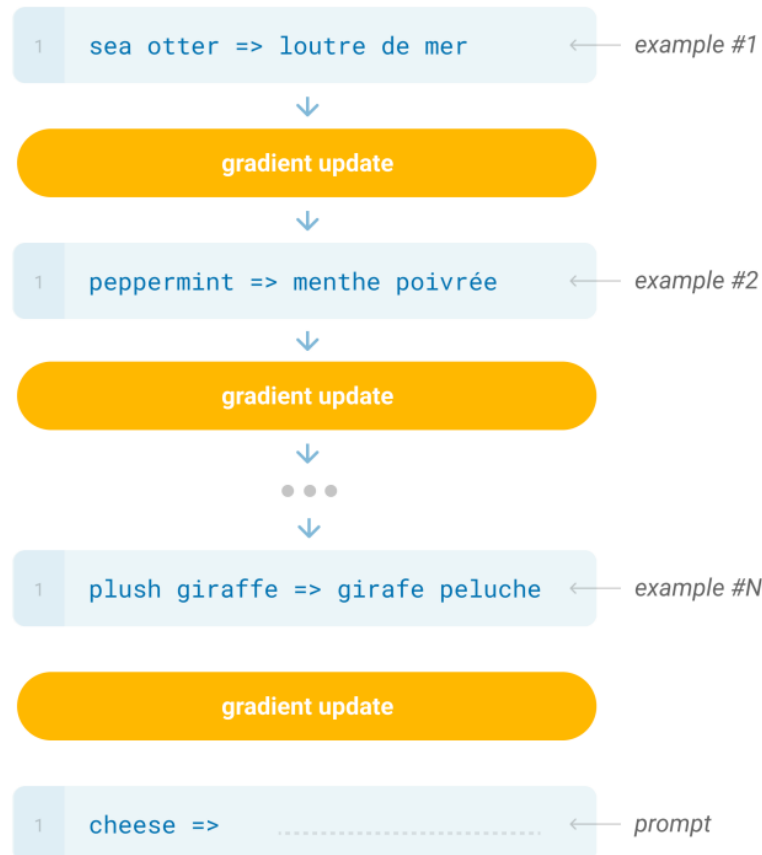 1 sea otter => loutre de mer example #1
gradient update
1 peppermint => menthe poivrée example #2
gradient update
1 plush giraffe => girafe peluche example #N
gradient update
1 cheese => prompt